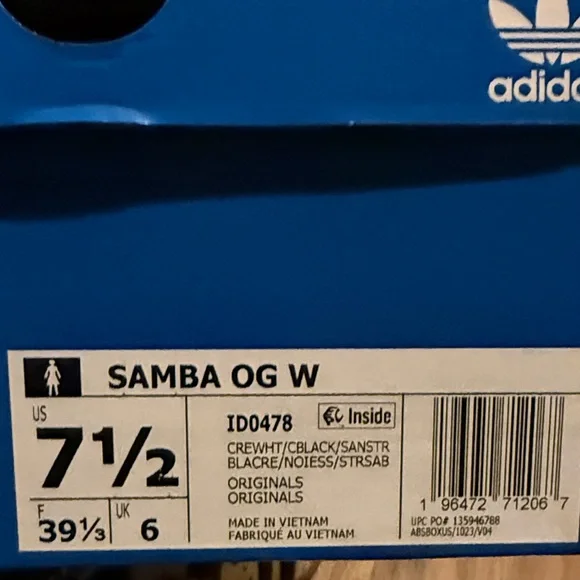 adida
SAMBA OG W
US
7½
F
39⅓
UK
6
ID0478
Inside
CREWHT/CBLACK/SANSTR
BLACRE/NOIESS/STRSAB
ORIGINALS
ORIGINALS
MADE IN VIETNAM
FABRIQUÉ AU VIETNAM
1 96472 71206 7
UPC PO# 135946788
ABSBOXUS/1023/V04